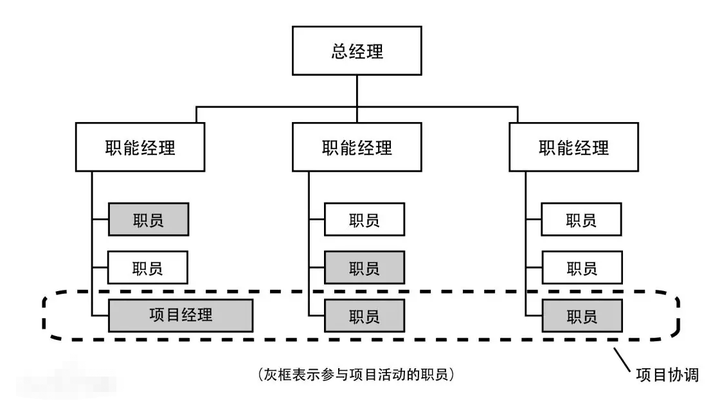 总经理
职能经理 职能经理 职能经理
职员 职员 职员
职员 职员 职员
项目经理 职员 职员
(灰框表示参与项目活动的职员)
项目协调